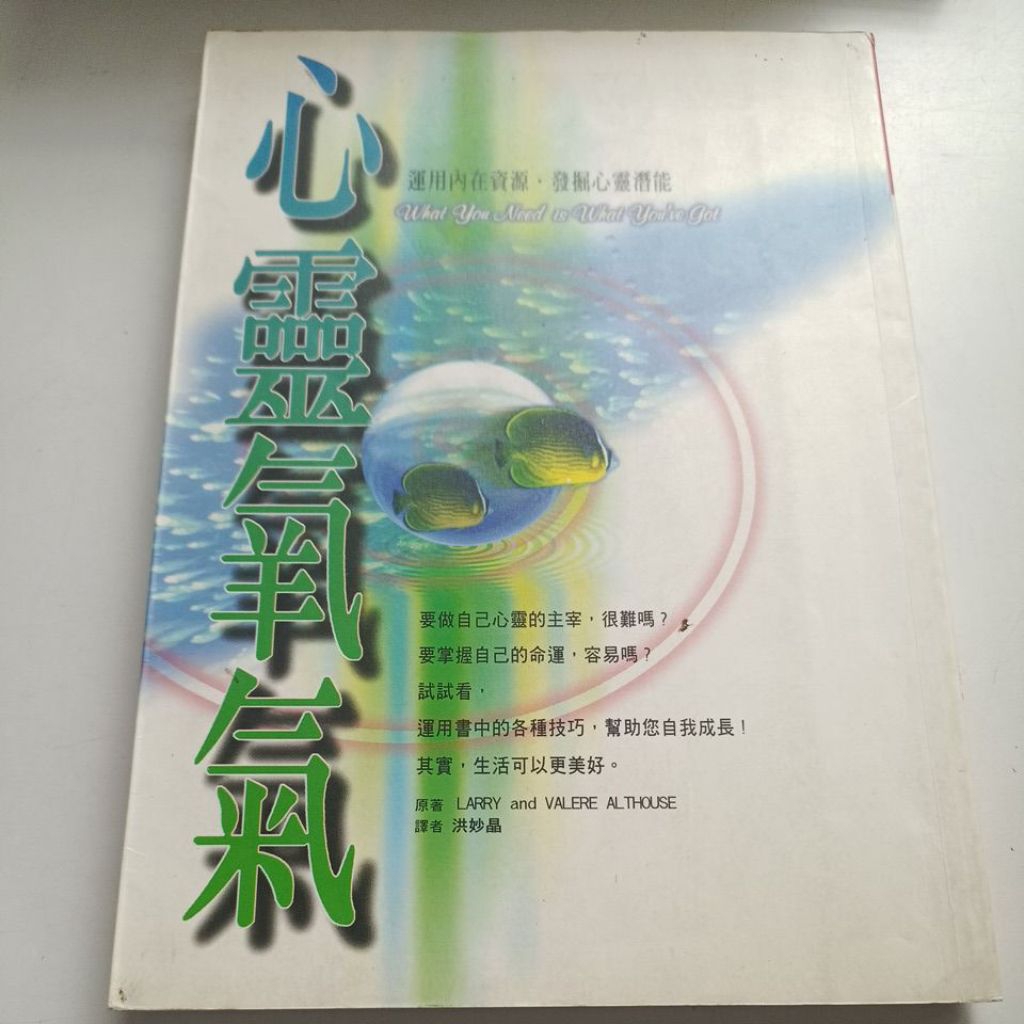 心靈氧氣
運用內在資源・發掘心靈潛能
What You Need is What You've Got
要做自己心靈的主宰，很難嗎？
要掌握自己的命運，容易嗎？
試試看，
運用書中的各種技巧，幫助您自我成長！
其實，生活可以更美好。
原著 LARRY and VALERE ALTHOUSE
譯者 洪妙晶